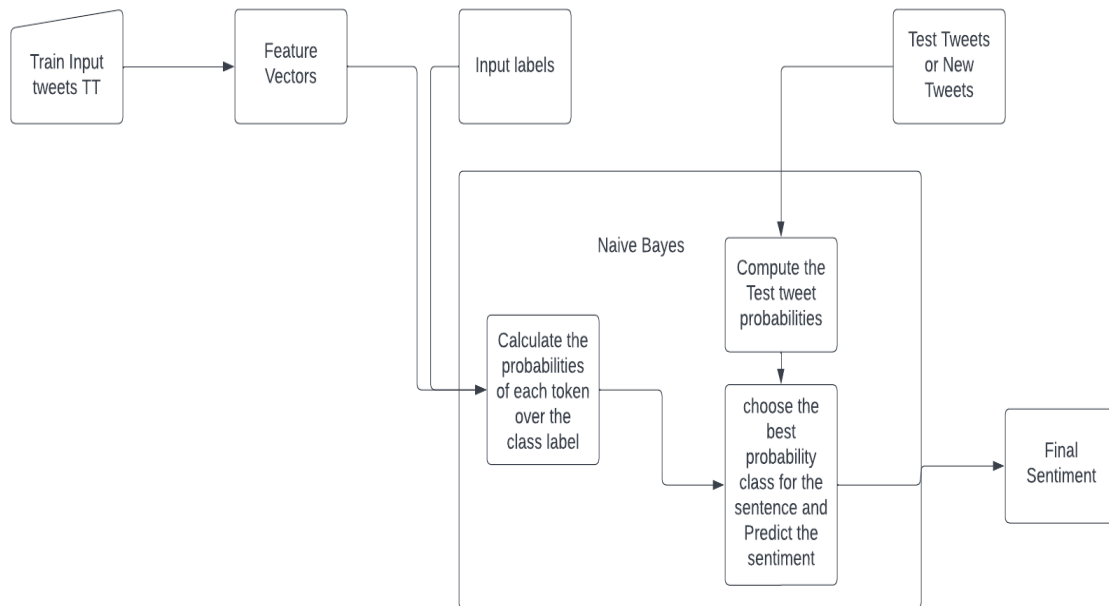 Train Input
tweets TT
Feature
Vectors
Input labels
Test Tweets
or New
Tweets
Naive Bayes
Compute the
Test tweet
probabilities
Calculate the
probabilities
of each token
over the
class label
choose the
best
probability
class for the
sentence and
Predict the
sentiment
Final
Sentiment